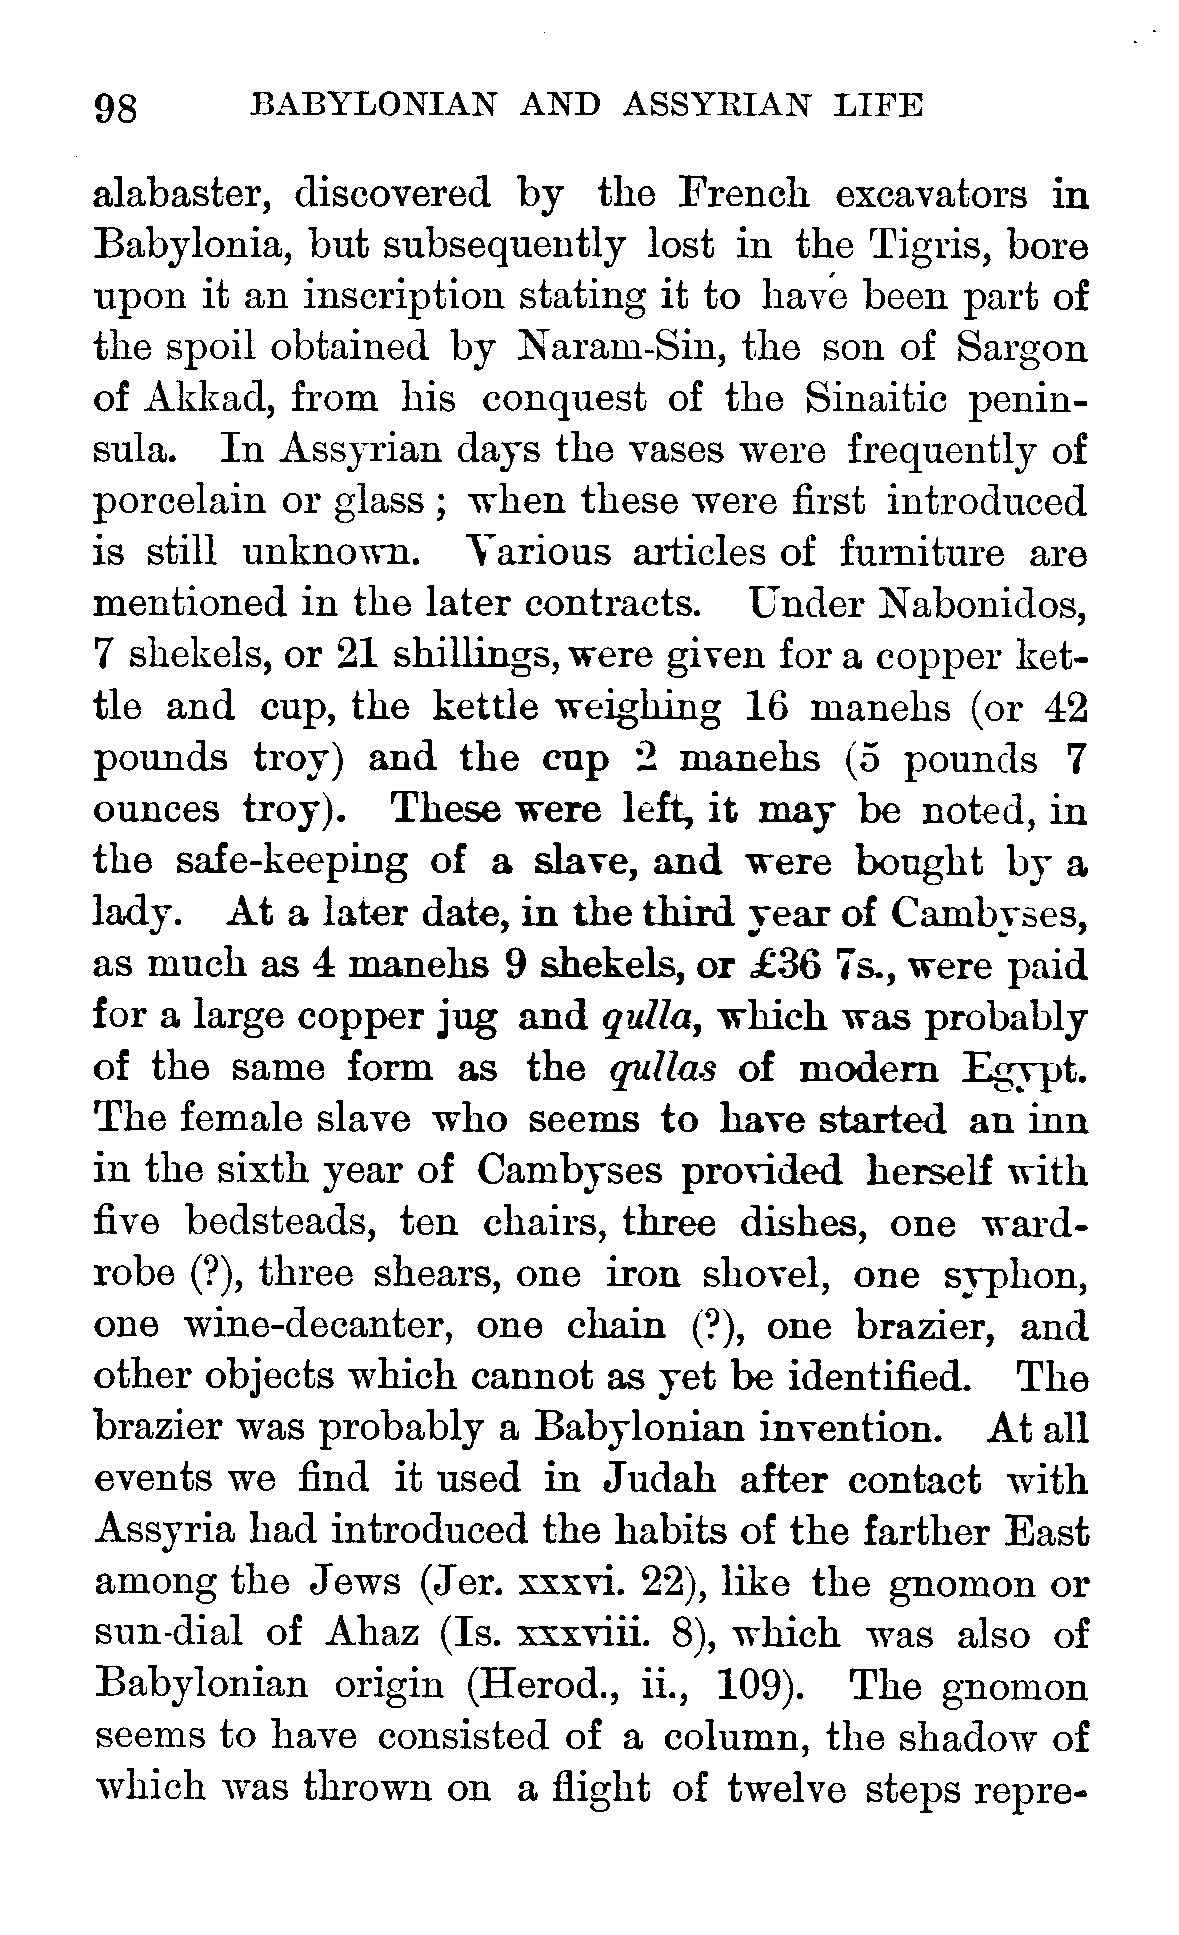 98 BABYLONIAN AND ASSYRIAN LIFE
alabaster, discovered by the French excavators in
Babylonia, but subsequently lost in the Tigris, bore
upon it an inscription stating it to have been part of
the spoil obtained by Naram-Sin, the son of Sargon
of Akkad, from his conquest of the Sinaitic penin-
sula. In Assyrian days the vases were frequently of
porcelain or glass ; when these were first introduced
is still unknown. Various articles of furniture are
mentioned in the later contracts. Under Nabonidos,
7 shekels, or 21 shillings, were given for a copper ket-
tle and cup, the kettle weighing 16 manehs (or 42
pounds troy) and the cup 2 manehs (5 pounds 7
ounces troy). These were left, it may be noted, in
the safe-keeping of a slave, and were bought by a
lady. At a later date, in the third year of Cambyses,
as much as 4 manehs 9 shekels, or £36 7s., were paid
for a large copper jug and qulla, which was probably
of the same form as the qullas of modern Egypt.
The female slave who seems to have started an inn
in the sixth year of Cambyses provided herself with
five bedsteads, ten chairs, three dishes, one ward-
robe (?), three shears, one iron shovel, one syphon,
one wine-decanter, one chain (?), one brazier, and
other objects which cannot as yet be identified. The
brazier was probably a Babylonian invention. At all
events we find it used in Judah after contact with
Assyria had introduced the habits of the farther East
among the Jews (Jer. xxxvi. 22), like the gnomon or
sun-dial of Ahaz (Is. xxxviii. 8), which was also of
Babylonian origin (Herod., ii., 109). The gnomon
seems to have consisted of a column, the shadow of
which was thrown on a flight of twelve steps repre-